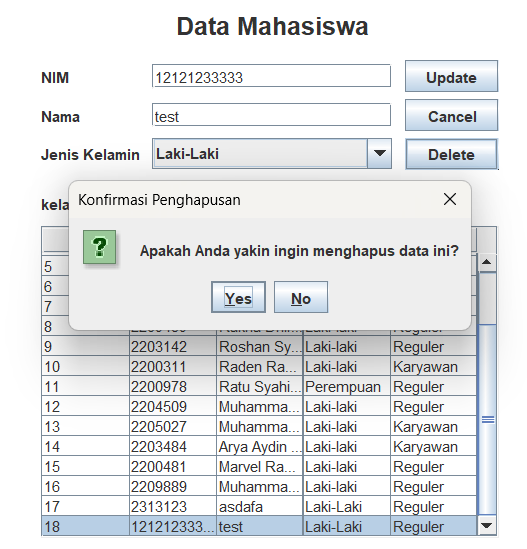 Data Mahasiswa
NIM 12121233333 Update
Nama test Cancel
Jenis Kelamin Laki-Laki Delete
kela
Konfirmasi Penghapusan
Apakah Anda yakin ingin menghapus data ini?
Yes No
5
6
7
8
9 2203142 Roshan Sy... Laki-laki Reguler
10 2200311 Raden Ra... Laki-laki Karyawan
11 2200978 Ratu Syahi... Perempuan Reguler
12 2204509 Muhamma... Laki-laki Reguler
13 2205027 Muhamma... Laki-laki Karyawan
14 2203484 Arya Aydin ... Laki-laki Karyawan
15 2200481 Marvel Ra... Laki-laki Reguler
16 2209889 Muhamma... Laki-laki Reguler
17 2313123 asdafa Laki-Laki Reguler
18 121212333... test Laki-Laki Reguler